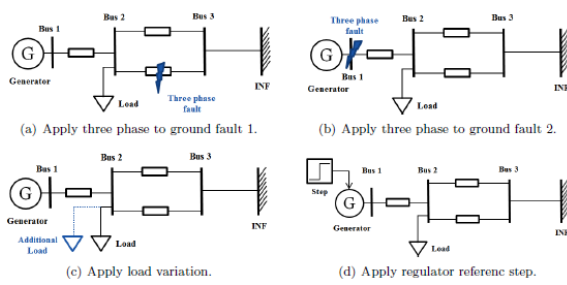 Bus 1
Bus 2
Bus 3
G
Generator
Load
Three phase
fault
INF
(a) Apply three phase to ground fault 1.
Three phase
fault
Bus 2
Bus 3
G
Bus 1
Generator
Load
INF
(b) Apply three phase to ground fault 2.
Bus 1
Bus 2
Bus 3
G
Generator
Additional
Load
Load
INF
(c) Apply load variation.
Step
Bus 1
Bus 2
Bus 3
G
Generator
Load
INF
(d) Apply regulator referenc step.